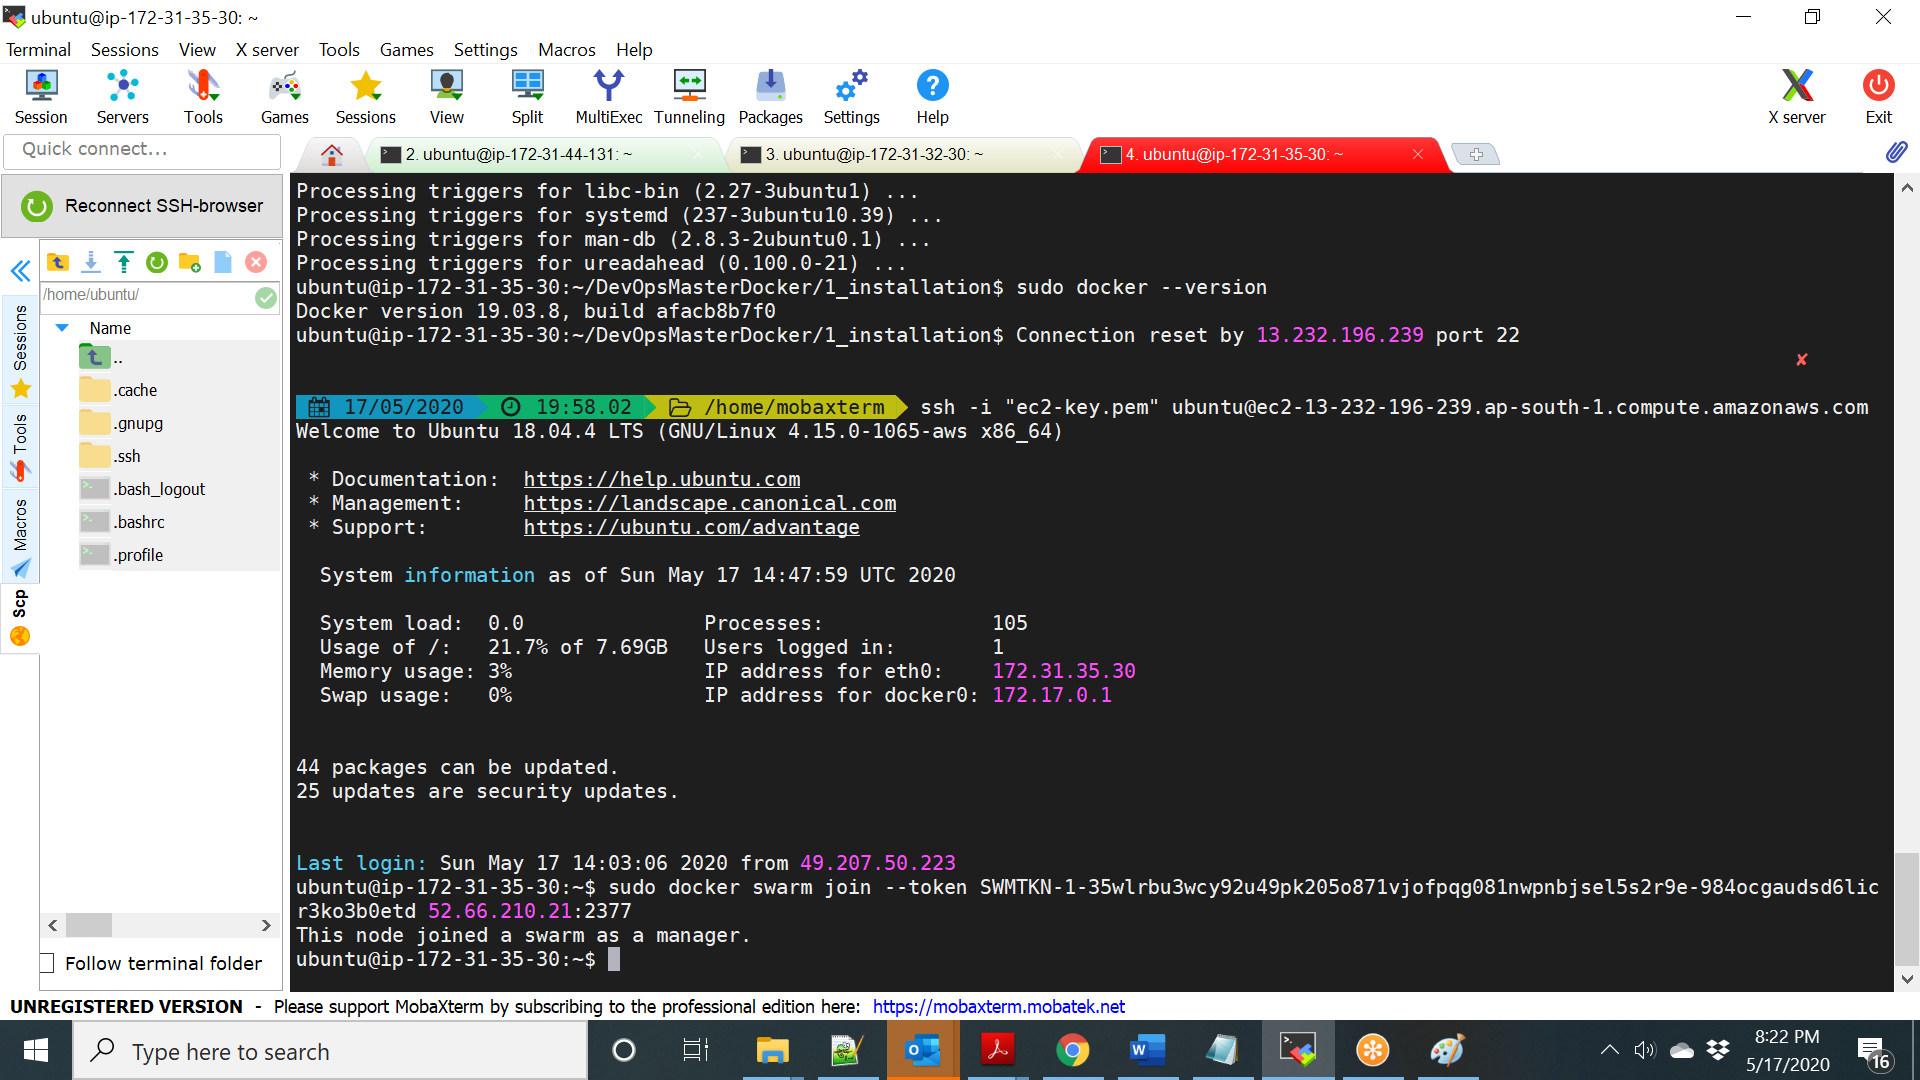 ubuntu@ip-172-31-35-30: ~
Terminal Sessions View X server Tools Games Settings Macros Help
Session Servers Tools Games Sessions View Split MultiExec Tunneling Packages Settings Help X server Exit
Quick connect...
2. ubuntu@ip-172-31-44-131: ~
3. ubuntu@ip-172-31-32-30: ~
4. ubuntu@ip-172-31-35-30: ~
Reconnect SSH-browser
/home/ubuntu/
Name
..
.cache
.gnupg
.ssh
.bash_logout
.bashrc
.profile
Sessions
Tools
Macros
Scp
Follow terminal folder
Processing triggers for libc-bin (2.27-3ubuntu1) ...
Processing triggers for systemd (237-3ubuntu10.39) ...
Processing triggers for man-db (2.8.3-2ubuntu0.1) ...
Processing triggers for ureadahead (0.100.0-21) ...
ubuntu@ip-172-31-35-30:~/DevOpsMasterDocker/1_installation$ sudo docker --version
Docker version 19.03.8, build afacb8b7f0
ubuntu@ip-172-31-35-30:~/DevOpsMasterDocker/1_installation$ Connection reset by 13.232.196.239 port 22
17/05/2020 19:58.02 /home/mobaxterm ssh -i "ec2-key.pem" ubuntu@ec2-13-232-196-239.ap-south-1.compute.amazonaws.com
Welcome to Ubuntu 18.04.4 LTS (GNU/Linux 4.15.0-1065-aws x86_64)
* Documentation: https://help.ubuntu.com
* Management: https://landscape.canonical.com
* Support: https://ubuntu.com/advantage
System information as of Sun May 17 14:47:59 UTC 2020
System load: 0.0 Processes: 105
Usage of /: 21.7% of 7.69GB Users logged in: 1
Memory usage: 3% IP address for eth0: 172.31.35.30
Swap usage: 0% IP address for docker0: 172.17.0.1
44 packages can be updated.
25 updates are security updates.
Last login: Sun May 17 14:03:06 2020 from 49.207.50.223
ubuntu@ip-172-31-35-30:~$ sudo docker swarm join --token SWMTKN-1-35wlrbu3wcy92u49pk205o871vjofpqg081nwpnbjsel5s2r9e-984ocgaudsd6lic
r3ko3b0etd 52.66.210.21:2377
This node joined a swarm as a manager.
ubuntu@ip-172-31-35-30:~$
UNREGISTERED VERSION - Please support MobaXterm by subscribing to the professional edition here: https://mobaxterm.mobatek.net
Type here to search
8:22 PM
5/17/2020
16